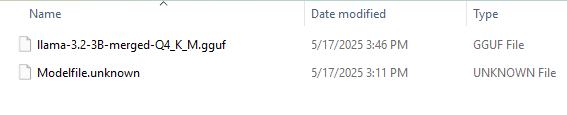 Name Date modified Type
llama-3.2-3B-merged-Q4_K_M.gguf 5/17/2025 3:46 PM GGUF File
Modelfile.unknown 5/17/2025 3:11 PM UNKNOWN File